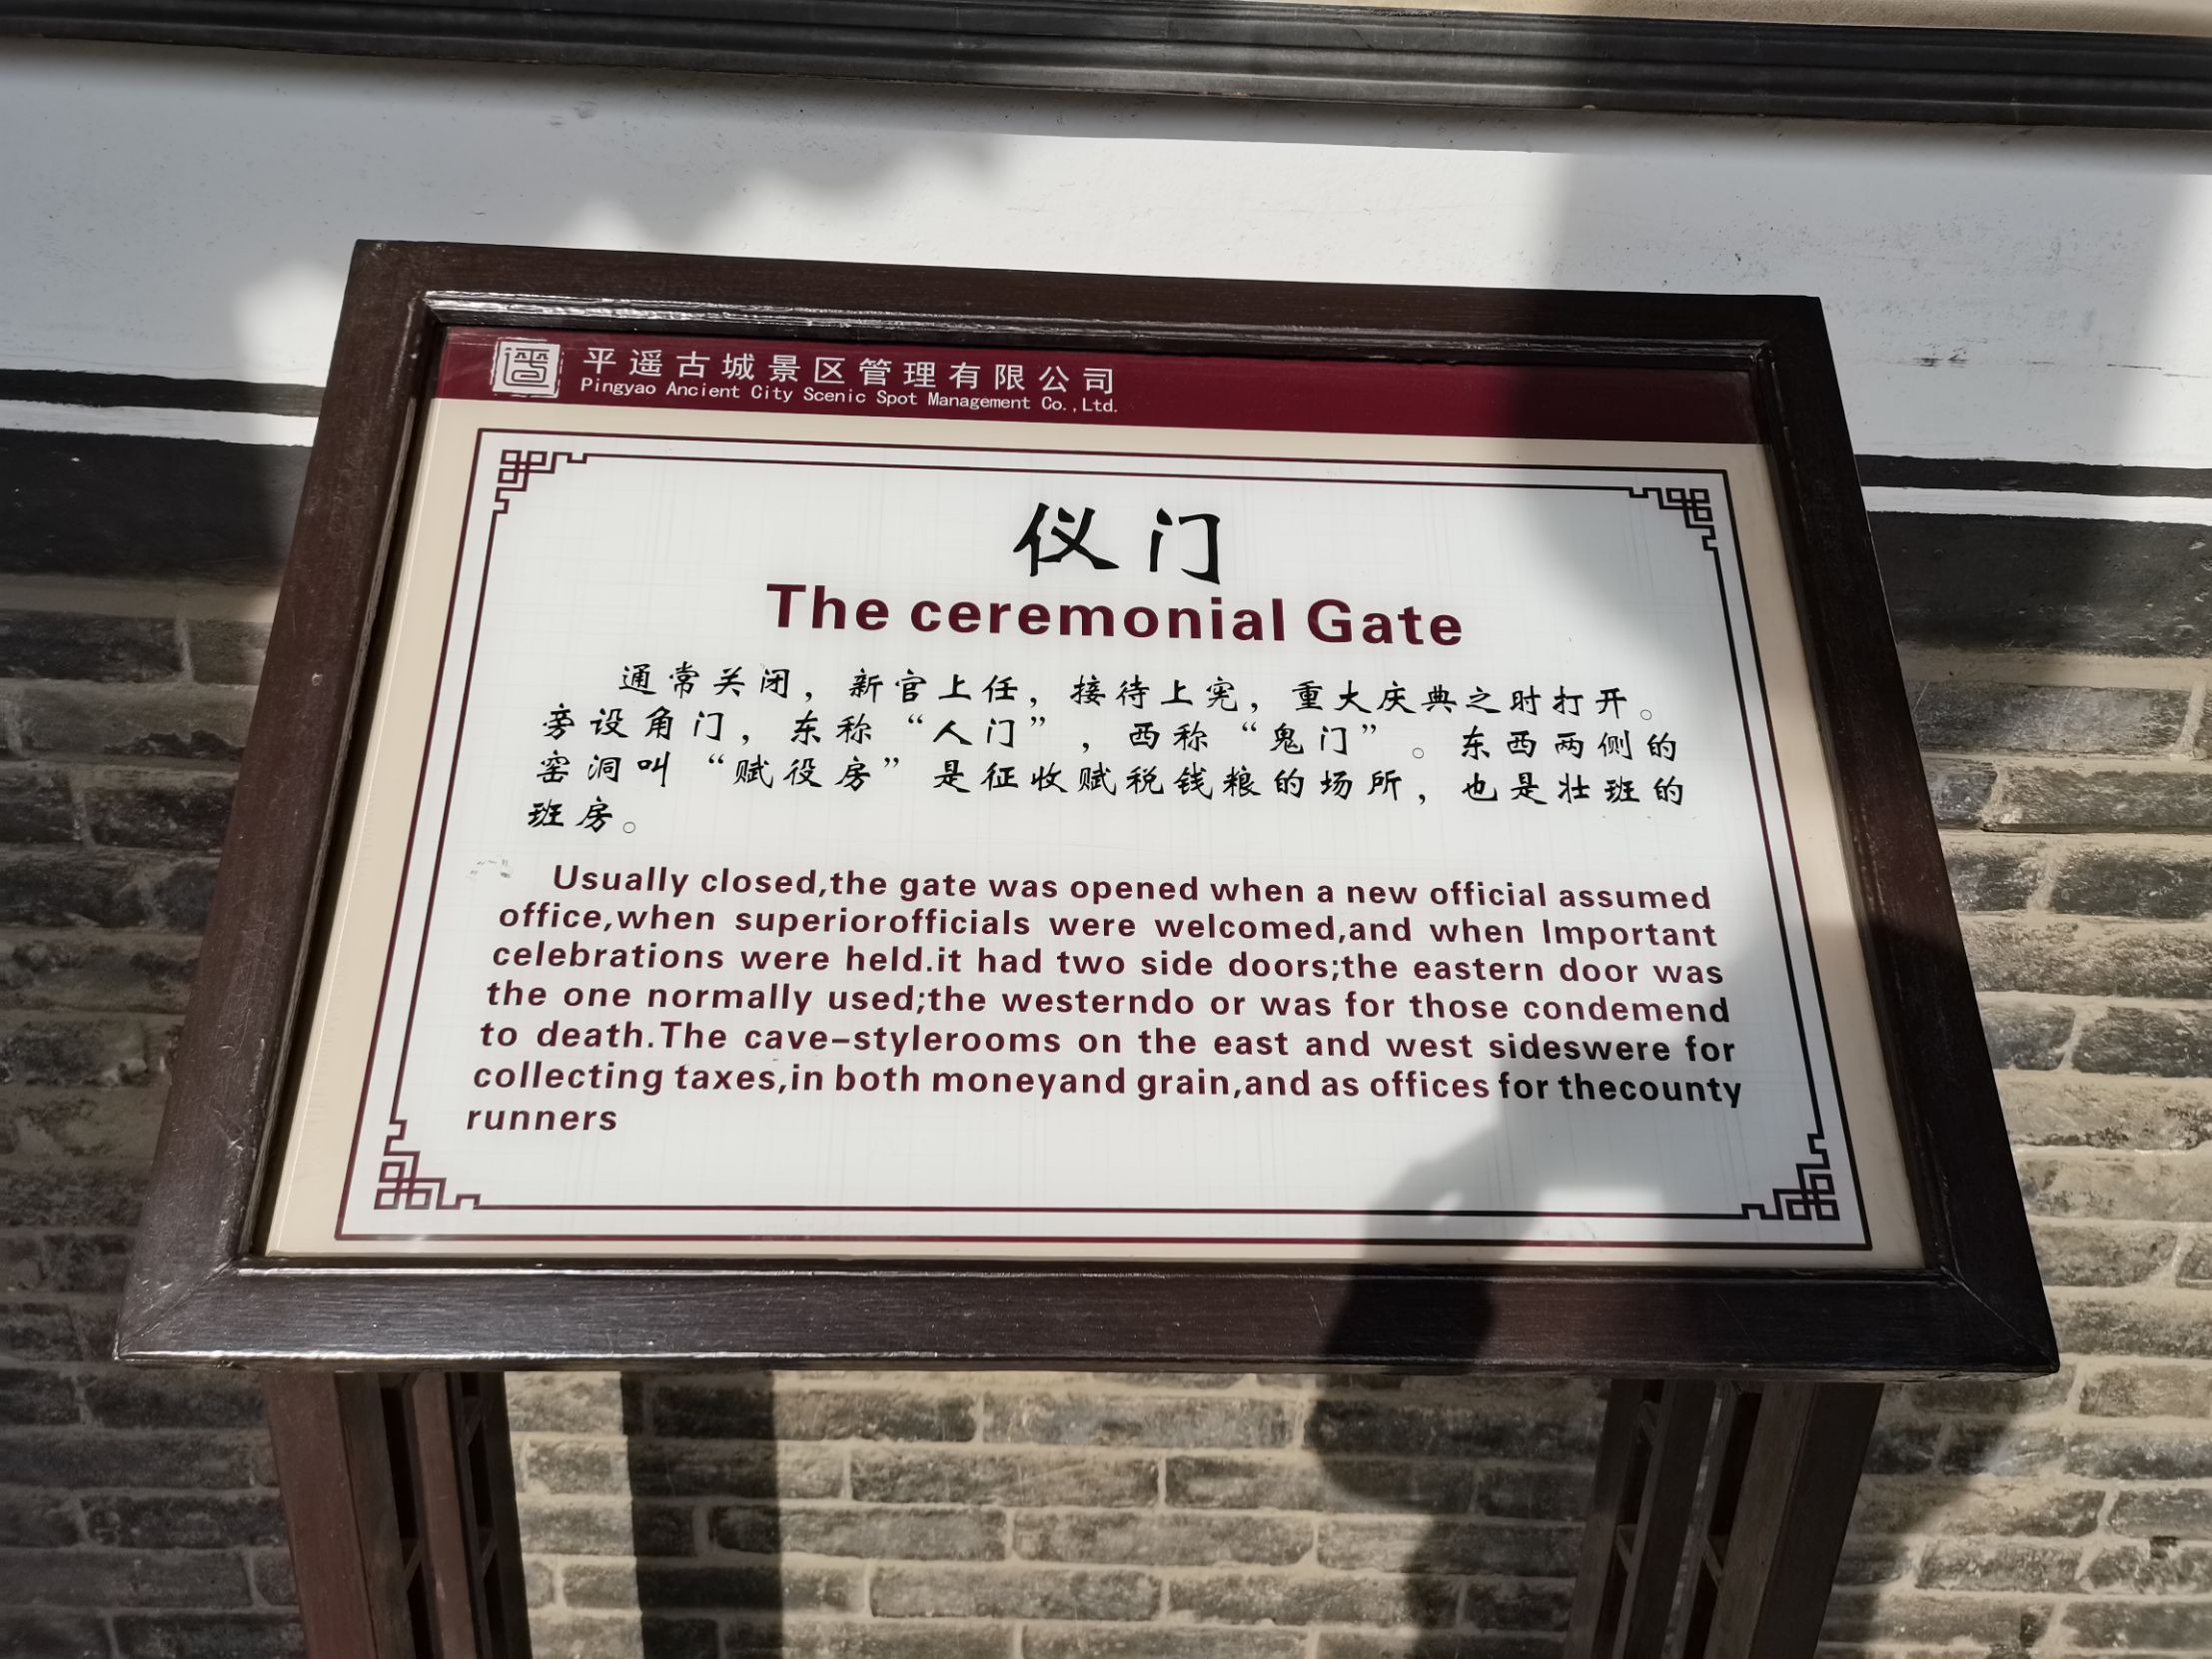 平遥古城景区管理有限公司
Pingyao Ancient City Scenic Spot Management Co.,Ltd.
仪门
The ceremonial Gate
通常关闭，新官上任，接待上宪，重大庆典之时打开。
旁设角门，东称“人门”，西称“鬼门”。东西两侧的
窑洞叫“赋役房”是征收赋税钱粮的场所，也是壮班的
班房。
Usually closed,the gate was opened when a new official assumed
office,when superiorofficials were welcomed,and when Important
celebrations were held.it had two side doors;the eastern door was
the one normally used;the westerndo or was for those condemend
to death.The cave-stylerooms on the east and west sideswere for
collecting taxes,in both moneyand grain,and as offices for thecounty
runners